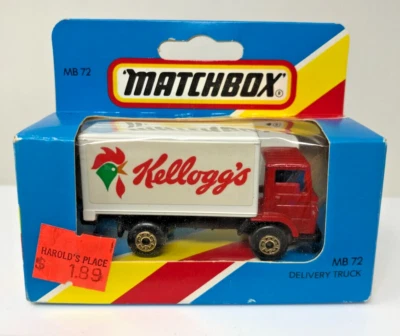 MB 72
MATCHBOX®
Kellogg's
HAROLD'S PLACE
$ 1.89
MB 72
DELIVERY TRUCK